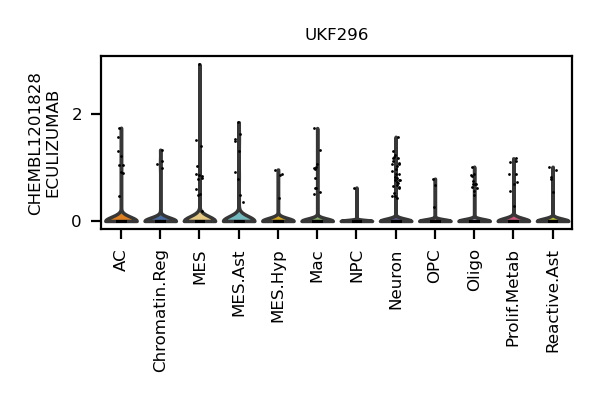 UKF296
CHEMBL1201828
ECULIZUMAB
2
0
AC
Chromatin.Reg
MES
MES.Ast
MES.Hyp
Mac
NPC
Neuron
OPC
Oligo
Prolif.Metab
Reactive.Ast